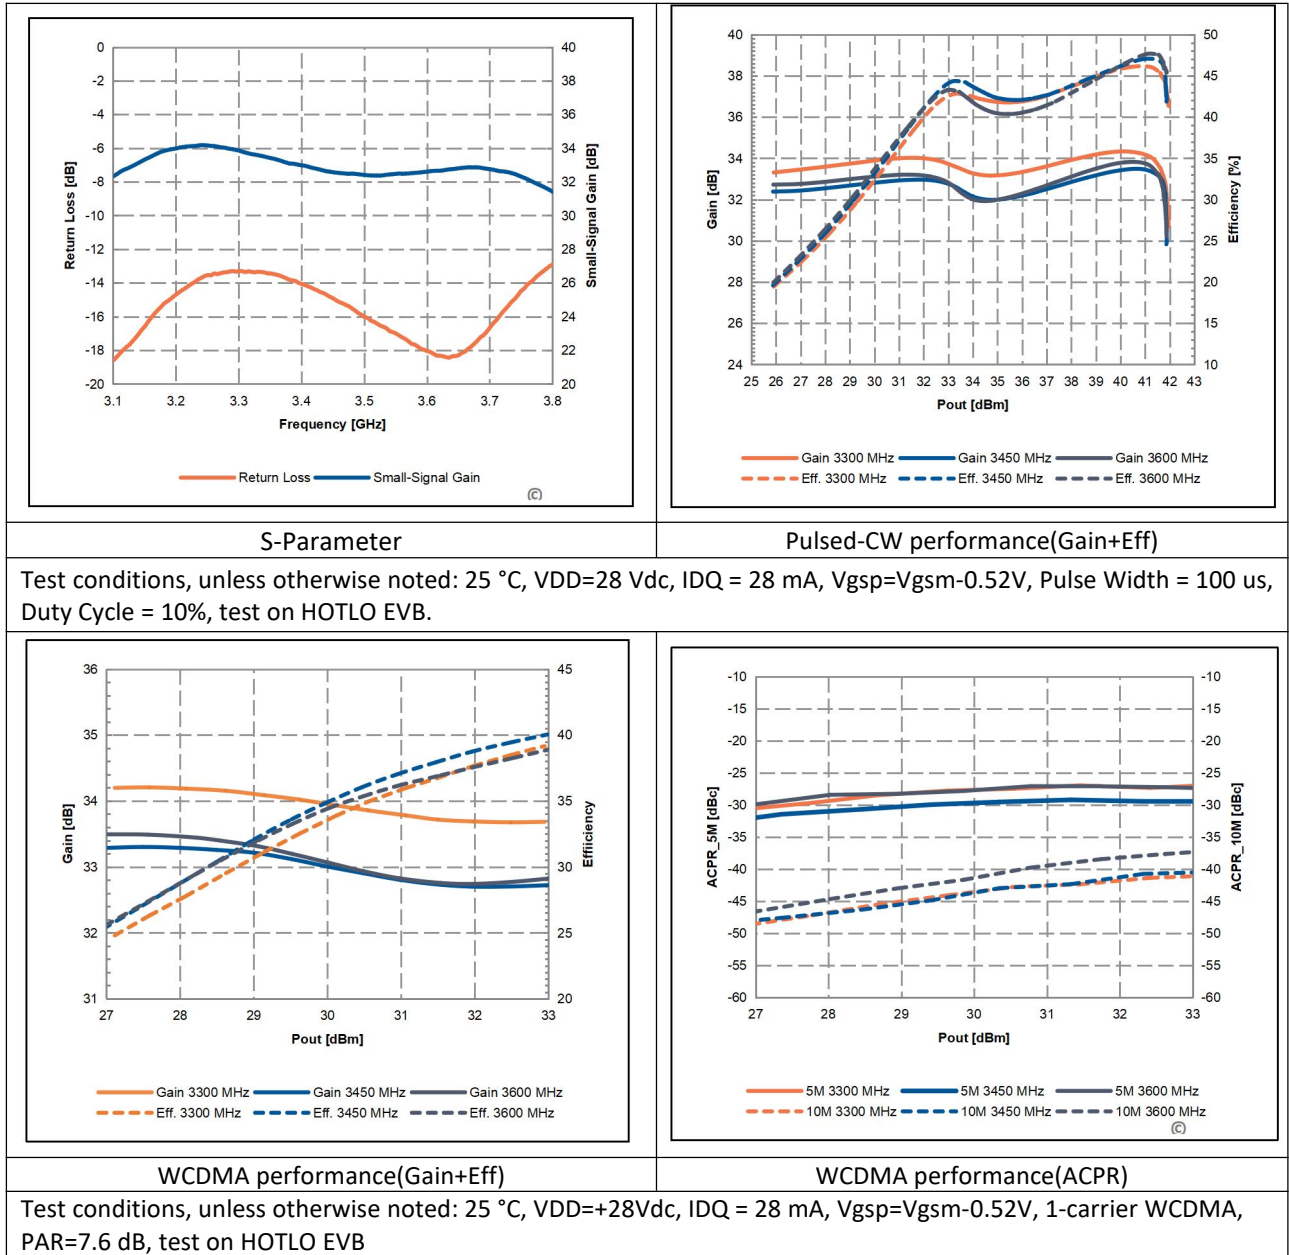 0
-2
-4
-6
-8
-10
-12
-14
-16
-18
-20
Return Loss [dB]
40
38
36
34
32
30
28
26
24
22
20
Small-Signal Gain [dB]
3.1 3.2 3.3 3.4 3.5 3.6 3.7 3.8
Frequency [GHz]
Return Loss Small-Signal Gain
©
40
38
36
34
32
30
28
26
24
Gain [dB]
50
45
40
35
30
25
20
15
10
Efficiency [%]
25 26 27 28 29 30 31 32 33 34 35 36 37 38 39 40 41 42 43
Pout [dBm]
Gain 3300 MHz Gain 3450 MHz Gain 3600 MHz
Eff. 3300 MHz Eff. 3450 MHz Eff. 3600 MHz
S-Parameter
Pulsed-CW performance(Gain+Eff)
Test conditions, unless otherwise noted: 25 °C, VDD=28 Vdc, IDQ = 28 mA, Vgsp=Vgsm-0.52V, Pulse Width = 100 us,
Duty Cycle = 10%, test on HOTLO EVB.
36
35
34
33
32
31
Gain [dB]
45
40
35
30
25
20
Effiiciency
27 28 29 30 31 32 33
Pout [dBm]
Gain 3300 MHz Gain 3450 MHz Gain 3600 MHz
Eff. 3300 MHz Eff. 3450 MHz Eff. 3600 MHz
-10
-15
-20
-25
-30
-35
-40
-45
-50
-55
-60
ACPR_5M [dBc]
-10
-15
-20
-25
-30
-35
-40
-45
-50
-55
-60
ACPR_10M [dBc]
27 28 29 30 31 32 33
Pout [dBm]
5M 3300 MHz 5M 3450 MHz 5M 3600 MHz
10M 3300 MHz 10M 3450 MHz 10M 3600 MHz
©
WCDMA performance(Gain+Eff)
WCDMA performance(ACPR)
Test conditions, unless otherwise noted: 25 °C, VDD=+28Vdc, IDQ = 28 mA, Vgsp=Vgsm-0.52V, 1-carrier WCDMA,
PAR=7.6 dB, test on HOTLO EVB